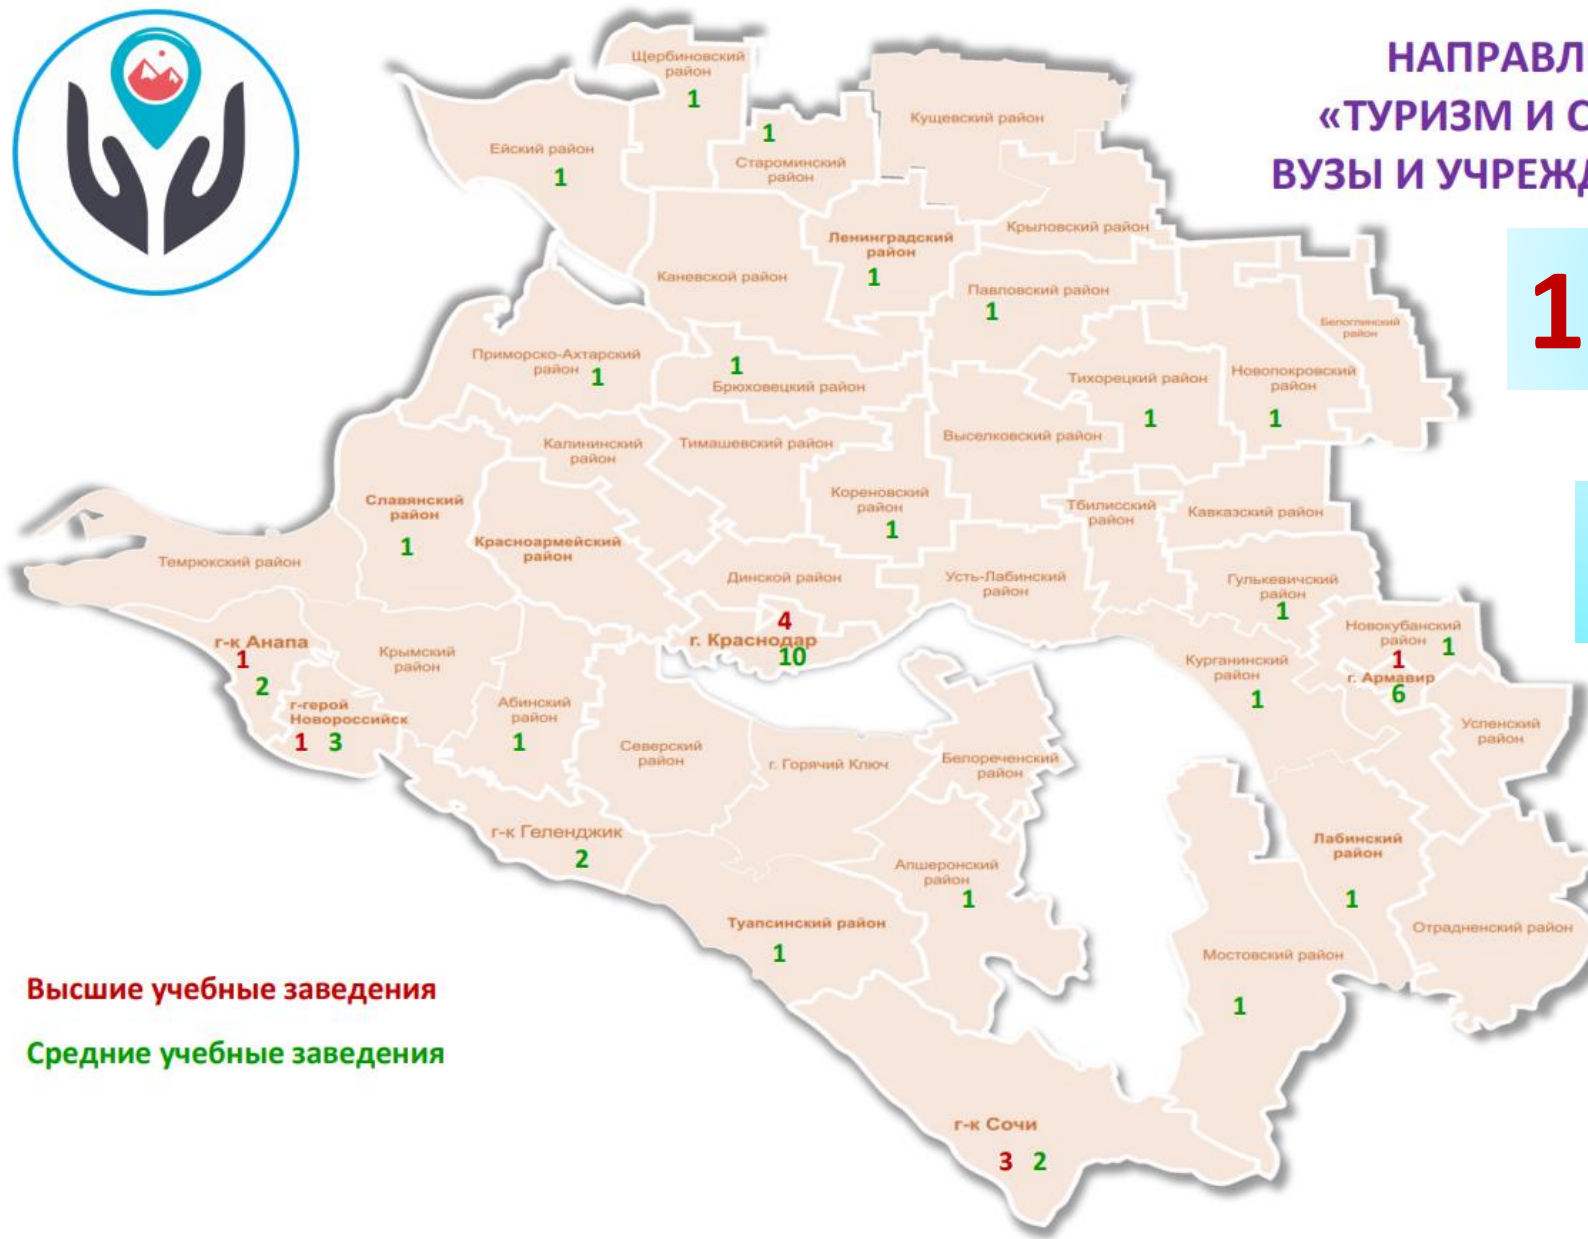 НАПРАВЛ
«ТУРИЗМ И С
ВУЗЫ И УЧРЕЖД
1
Щербиновский
район
1
Ейский район
1
1
Староминский
район
Кущевский район
Крыловский район
Ленинградский
район
1
Каневской район
Павловский район
1
Белоглинский
район
Приморско-Ахтарский
район 1
1
Брюховецкий район
Тихорецкий район
1
Новопокровский
район
1
Калининский
район
Тимашевский район
Выселковский район
Славянский
район
1
Кореновский
район
1
Тбилисский
район
Кавказский район
Красноармейский
район
Темрюкский район
Динской район
Усть-Лабинский
район
Гулькевичский
район
1
4
г. Краснодар
10
г-к Анапа
1
2
Крымский
район
Новокубанский
район 1
1
г. Армавир
6
Курганинский
район
1
г-герой
Новороссийск
1 3
Абинский
район
1
Северский
район
г. Горячий Ключ
Белореченский
район
Успенский
район
г-к Геленджик
2
Апшеронский
район
1
Лабинский
район
1
Туапсинский район
1
Мостовский район
1
Отрадненский район
г-к Сочи
3 2
Высшие учебные заведения
Средние учебные заведения